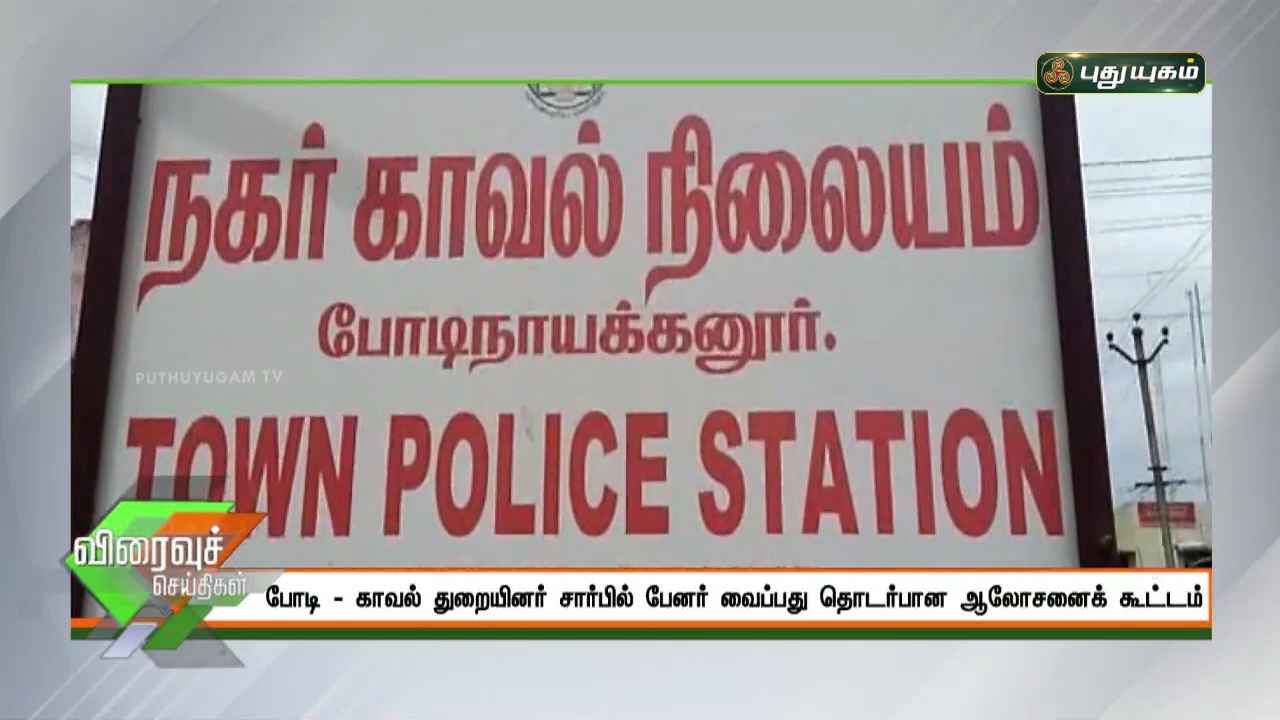 புதுயுகம்
நகர் காவல் நிலையம்
போடிநாயக்கனூர்.
PUTHUYUGAM TV
TOWN POLICE STATION
விரைவுச்
செய்திகள்
போடி - காவல் துறையினர் சார்பில் பேனர் வைப்பது தொடர்பான ஆலோசனைக் கூட்டம்